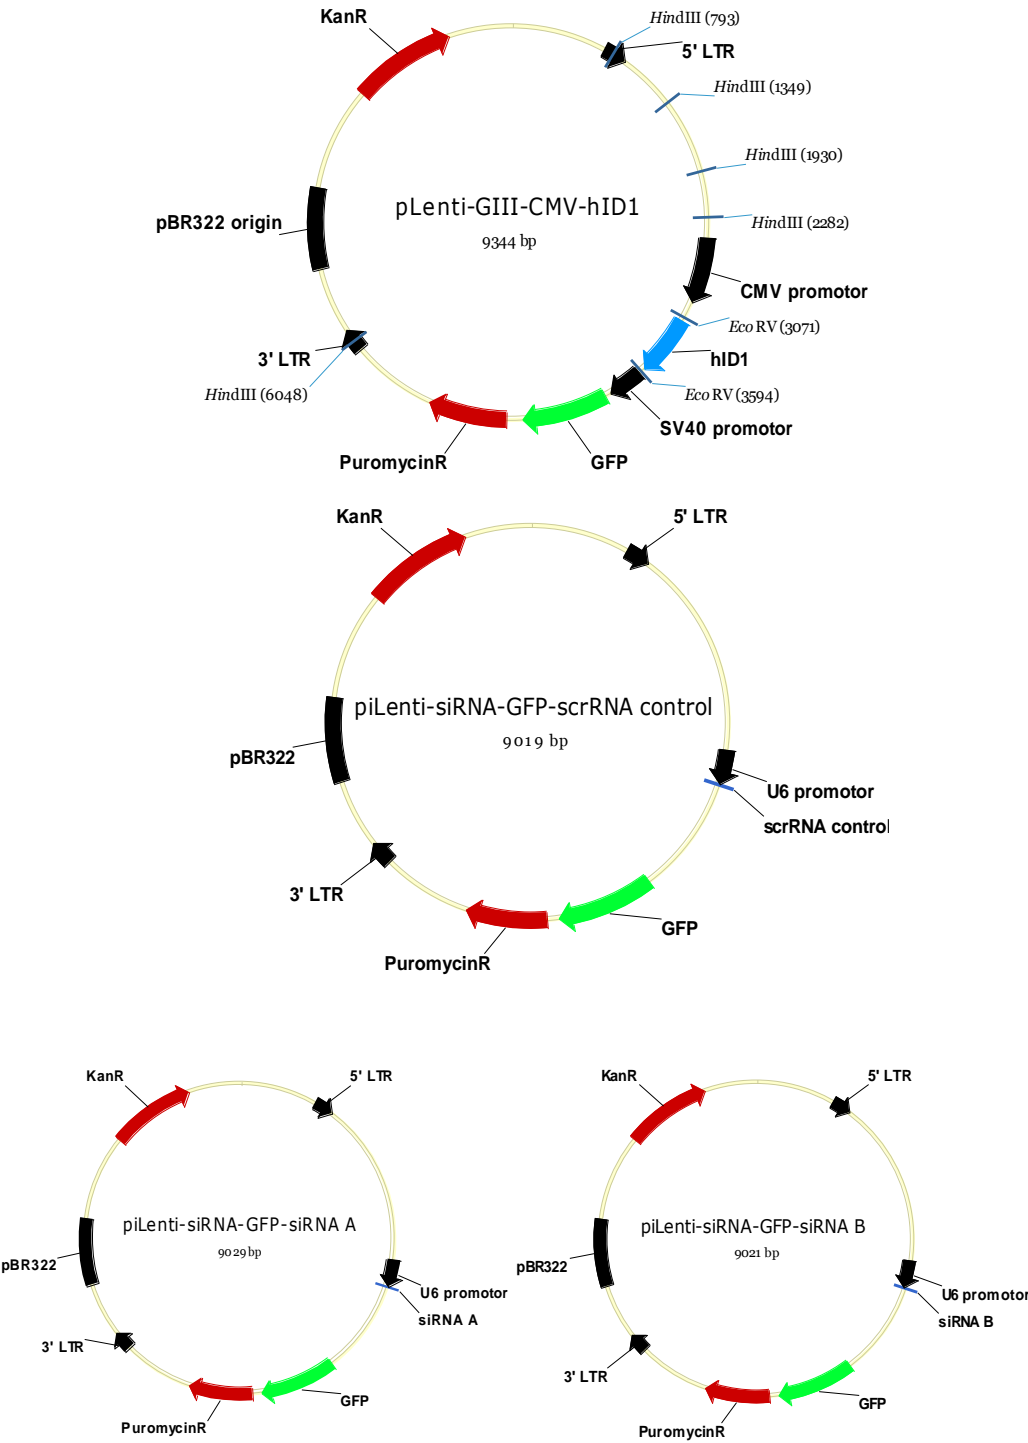 KanR
HindIII (793)
5' LTR
HindIII (1349)
HindIII (1930)
pLenti-GIII-CMV-hID1
9344 bp
pBR322 origin
HindIII (2282)
CMV promotor
EcoRV (3071)
hID1
3' LTR
HindIII (6048)
EcoRV (3594)
SV40 promotor
PuromycinR
GFP
KanR
5' LTR
piLenti-siRNA-GFP-scrRNA control
9019 bp
pBR322
U6 promotor
scrRNA control
3' LTR
GFP
PuromycinR
KanR
5' LTR
piLenti-siRNA-GFP-siRNA A
9029 bp
pBR322
U6 promotor
siRNA A
3' LTR
GFP
PuromycinR
KanR
5' LTR
piLenti-siRNA-GFP-siRNA B
9021 bp
pBR322
U6 promotor
siRNA B
3' LTR
GFP
PuromycinR